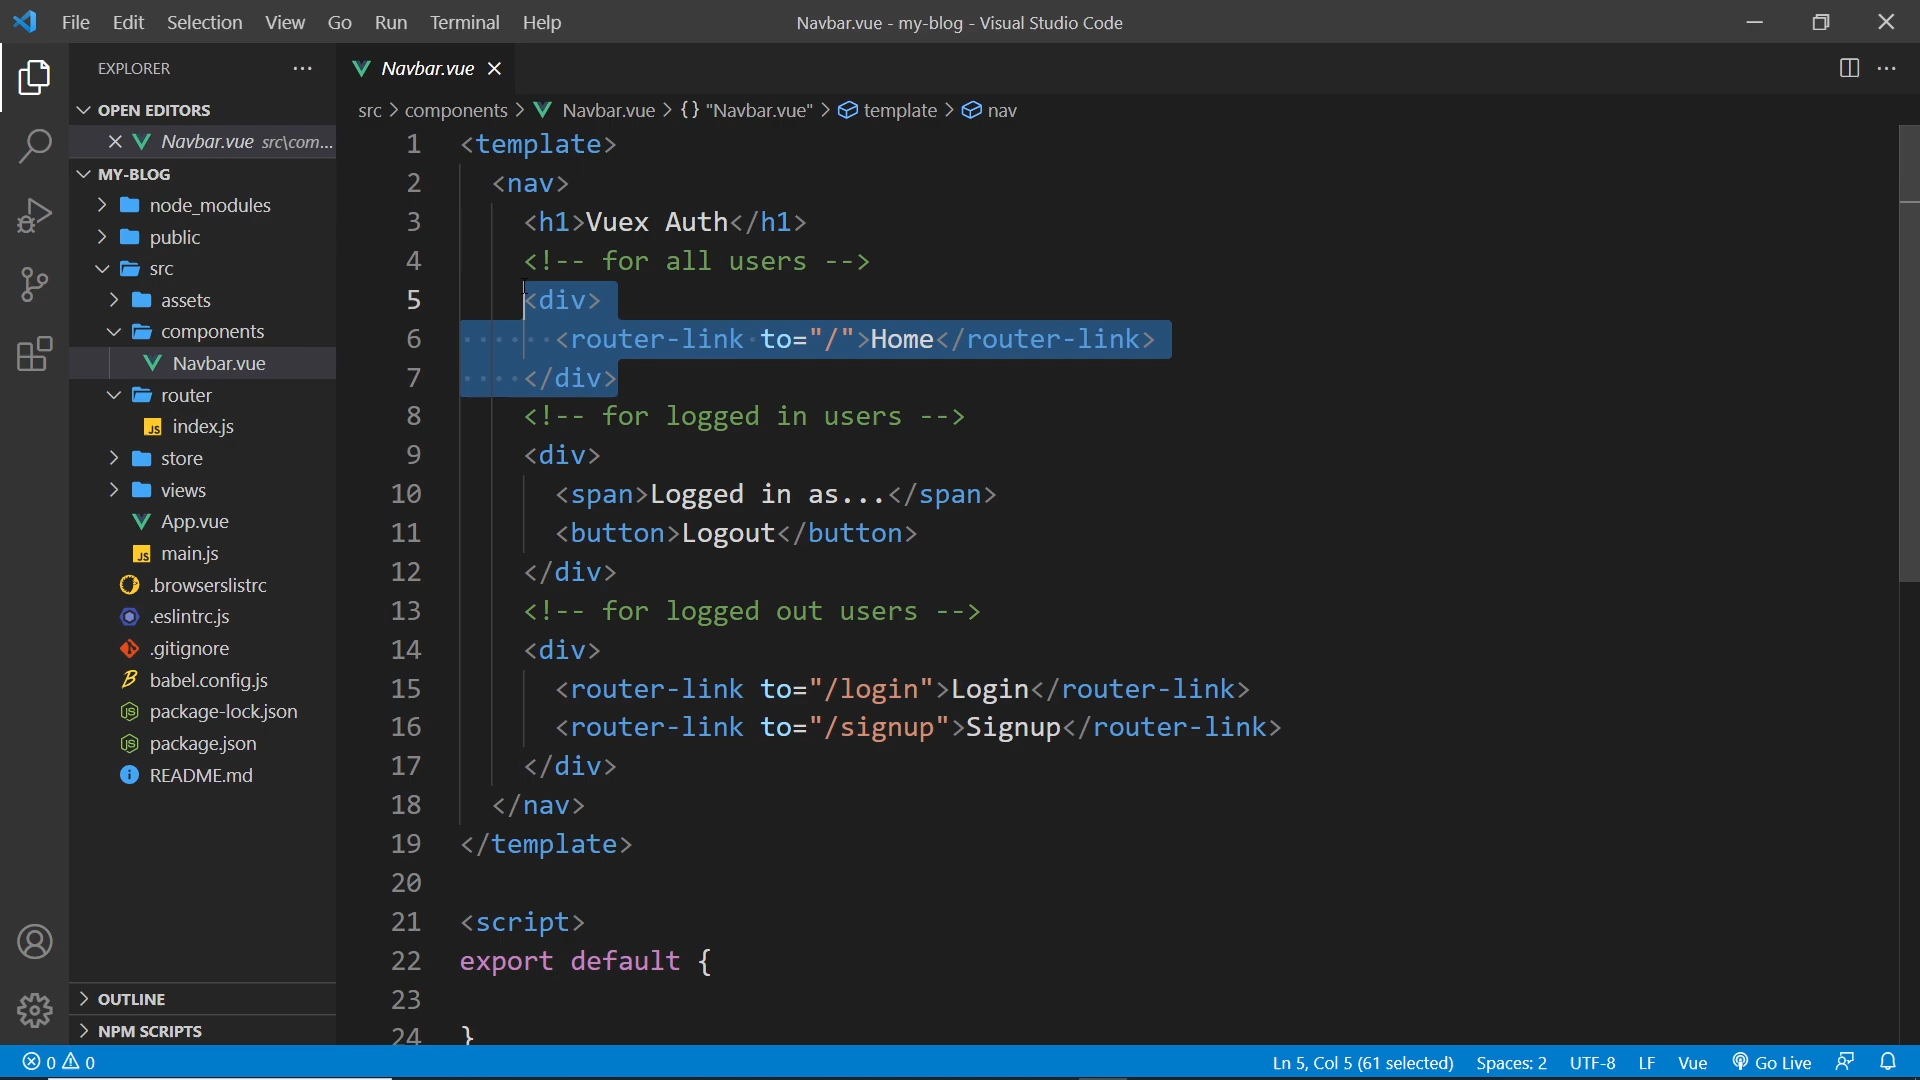 File Edit Selection View Go Run Terminal Help
Navbar.vue - my-blog - Visual Studio Code
EXPLORER
OPEN EDITORS
Navbar.vue src\com...
MY-BLOG
node_modules
public
src
assets
components
Navbar.vue
router
JS index.js
store
views
App.vue
JS main.js
.browserslistrc
.eslintrc.js
.gitignore
babel.config.js
package-lock.json
package.json
README.md
OUTLINE
NPM SCRIPTS
Navbar.vue
src > components > Navbar.vue > {} "Navbar.vue" > template > nav
1 <template>
2 <nav>
3 <h1>Vuex Auth</h1>
4 <!-- for all users -->
5 <div>
6 <router-link to="/">Home</router-link>
7 </div>
8 <!-- for logged in users -->
9 <div>
10 <span>Logged in as...</span>
11 <button>Logout</button>
12 </div>
13 <!-- for logged out users -->
14 <div>
15 <router-link to="/login">Login</router-link>
16 <router-link to="/signup">Signup</router-link>
17 </div>
18 </nav>
19 </template>
20
21 <script>
22 export default {
23
24 }
0 0
Ln 5, Col 5 (61 selected) Spaces: 2 UTF-8 LF Vue Go Live